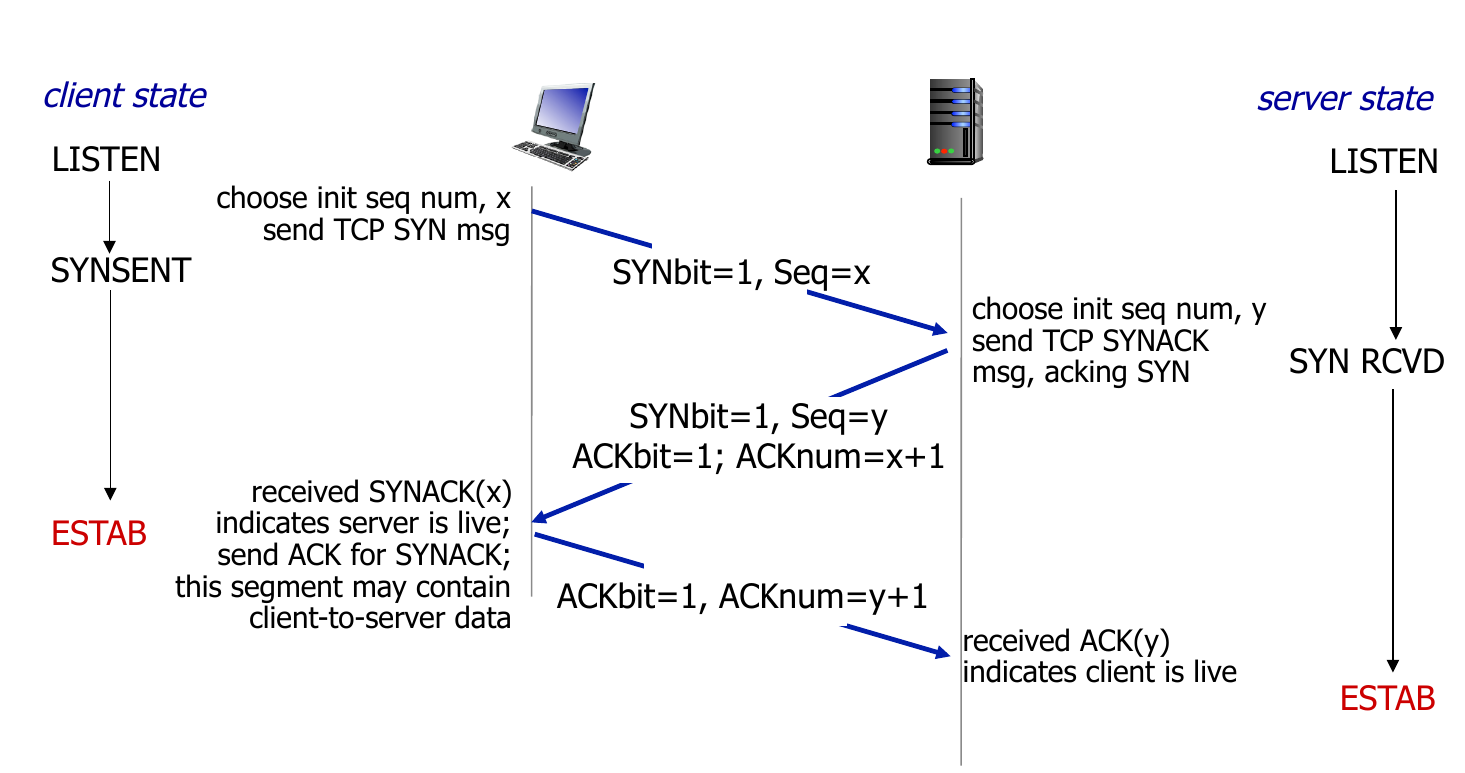 client state
server state
LISTEN
LISTEN
choose init seq num, x
send TCP SYN msg
SYNSENT
SYNbit=1, Seq=x
choose init seq num, y
send TCP SYNACK
msg, acking SYN
SYN RCVD
SYNbit=1, Seq=y
ACKbit=1; ACKnum=x+1
received SYNACK(x)
indicates server is live;
send ACK for SYNACK;
this segment may contain
client-to-server data
ESTAB
ACKbit=1, ACKnum=y+1
received ACK(y)
indicates client is live
ESTAB